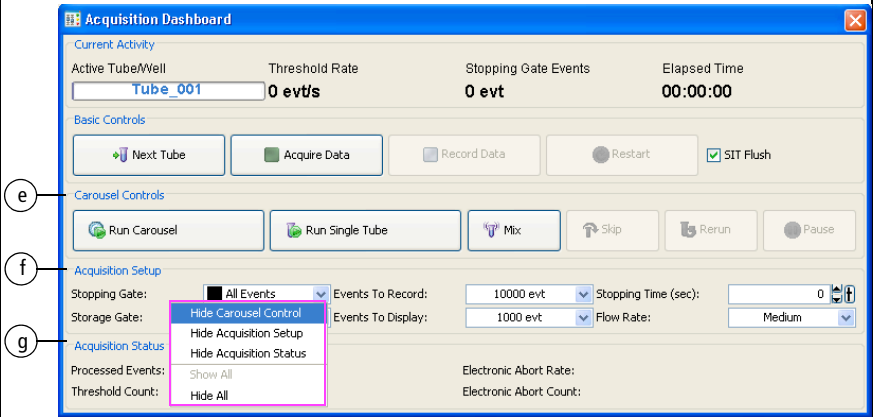 Acquisition Dashboard
Current Activity
Active Tube/Well Threshold Rate Stopping Gate Events Elapsed Time
Tube_001 0 evt/s 0 evt 00:00:00
Basic Controls
Next Tube Acquire Data Record Data Restart SIT Flush
e Carousel Controls
Run Carousel Run Single Tube Mix Skip Rerun Pause
f Acquisition Setup
Stopping Gate: All Events Events To Record: 10000 evt Stopping Time (sec): 0
Storage Gate: Events To Display: 1000 evt Flow Rate: Medium
Hide Carousel Control
Hide Acquisition Setup
Hide Acquisition Status
Show All
Hide All
g Acquisition Status
Processed Events: Electronic Abort Rate:
Threshold Count: Electronic Abort Count: